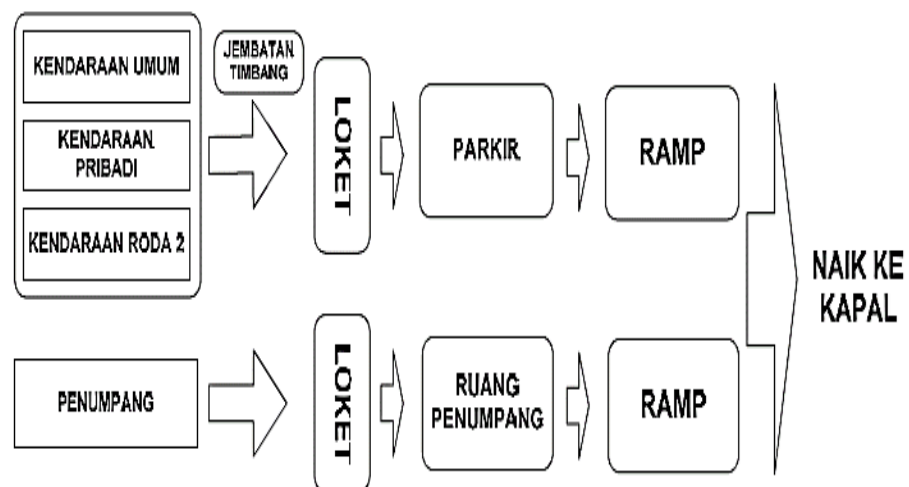 KENDARAAN UMUM
KENDARAAN
PRIBADI
KENDARAAN RODA 2
JEMBATAN
TIMBANG
LOKET
PARKIR
RAMP
PENUMPANG
LOKET
RUANG
PENUMPANG
RAMP
NAIK KE
KAPAL